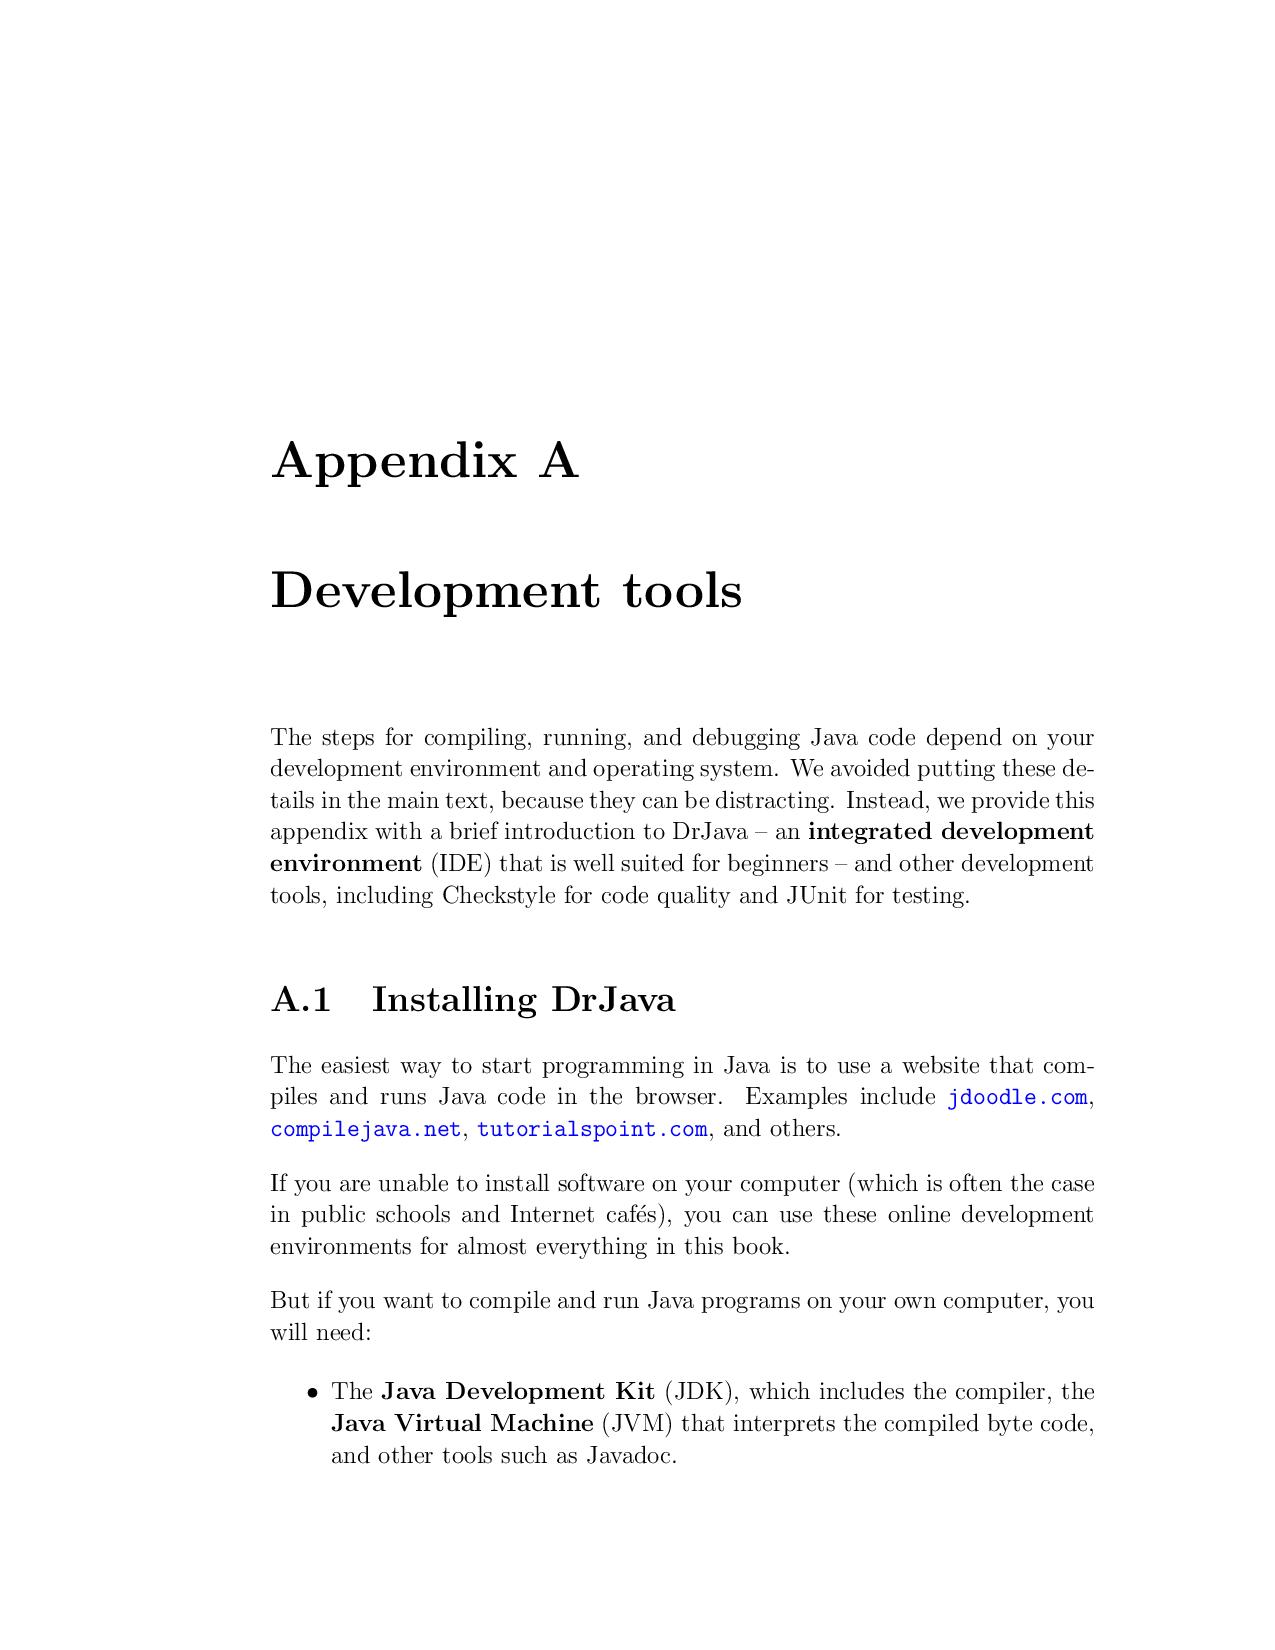 Appendix A
Development tools
The steps for compiling, running, and debugging Java code depend on your
development environment and operating system. We avoided putting these de-
tails in the main text, because they can be distracting. Instead, we provide this
appendix with a brief introduction to DrJava – an integrated development
environment (IDE) that is well suited for beginners – and other development
tools, including Checkstyle for code quality and JUnit for testing.
A.1 Installing DrJava
The easiest way to start programming in Java is to use a website that com-
piles and runs Java code in the browser. Examples include jdoodle.com,
compilejava.net, tutorialspoint.com, and others.
If you are unable to install software on your computer (which is often the case
in public schools and Internet cafés), you can use these online development
environments for almost everything in this book.
But if you want to compile and run Java programs on your own computer, you
will need:
• The Java Development Kit (JDK), which includes the compiler, the
Java Virtual Machine (JVM) that interprets the compiled byte code,
and other tools such as Javadoc.